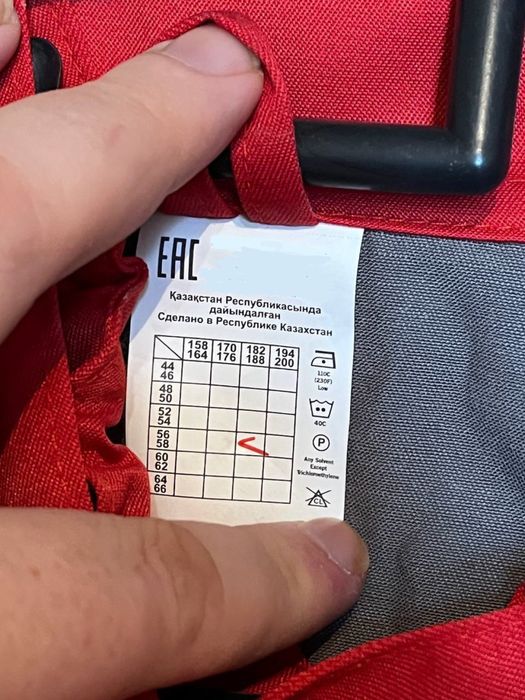 EAC
Қазақстан Республикасында
дайындалған
Сделано в Республике Казахстан
158 170 182 194
164 176 188 200
44
46
48
50
52
54
56
58
60
62
64
66
110C
(230F)
Low
40C
P
Any Solvent
Except
Trichloroethylene
CL